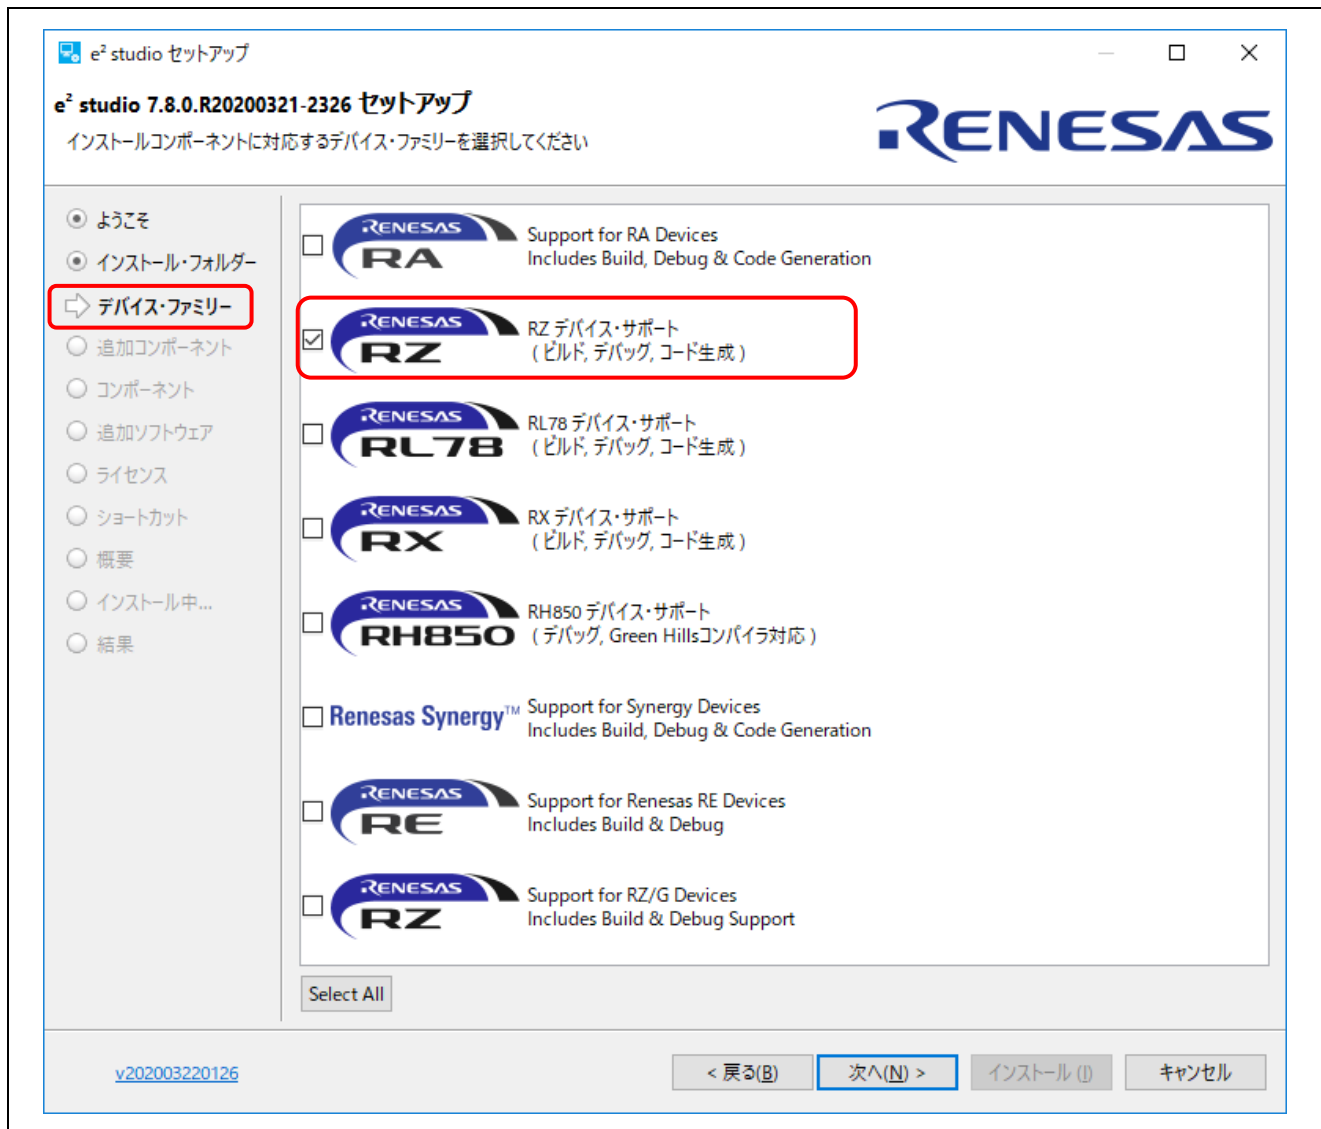 e² studio セットアップ
e² studio 7.8.0.R20200321-2326 セットアップ
インストールコンポーネントに対応するデバイス・ファミリーを選択してください
RENESAS
ようこそ
インストール・フォルダー
デバイス・ファミリー
追加コンポーネント
コンポーネント
追加ソフトウェア
ライセンス
ショートカット
概要
インストール中...
結果
RENESAS
RA
Support for RA Devices
Includes Build, Debug & Code Generation
RENESAS
RZ
RZ デバイス・サポート
( ビルド, デバッグ, コード生成 )
RENESAS
RL78
RL78 デバイス・サポート
( ビルド, デバッグ, コード生成 )
RENESAS
RX
RX デバイス・サポート
( ビルド, デバッグ, コード生成 )
RENESAS
RH850
RH850 デバイス・サポート
( デバッグ, Green Hillsコンパイラ対応 )
Renesas Synergy™
Support for Synergy Devices
Includes Build, Debug & Code Generation
RENESAS
RE
Support for Renesas RE Devices
Includes Build & Debug
RENESAS
RZ
Support for RZ/G Devices
Includes Build & Debug Support
Select All
v202003220126
< 戻る(B)
次へ(N) >
インストール (I)
キャンセル